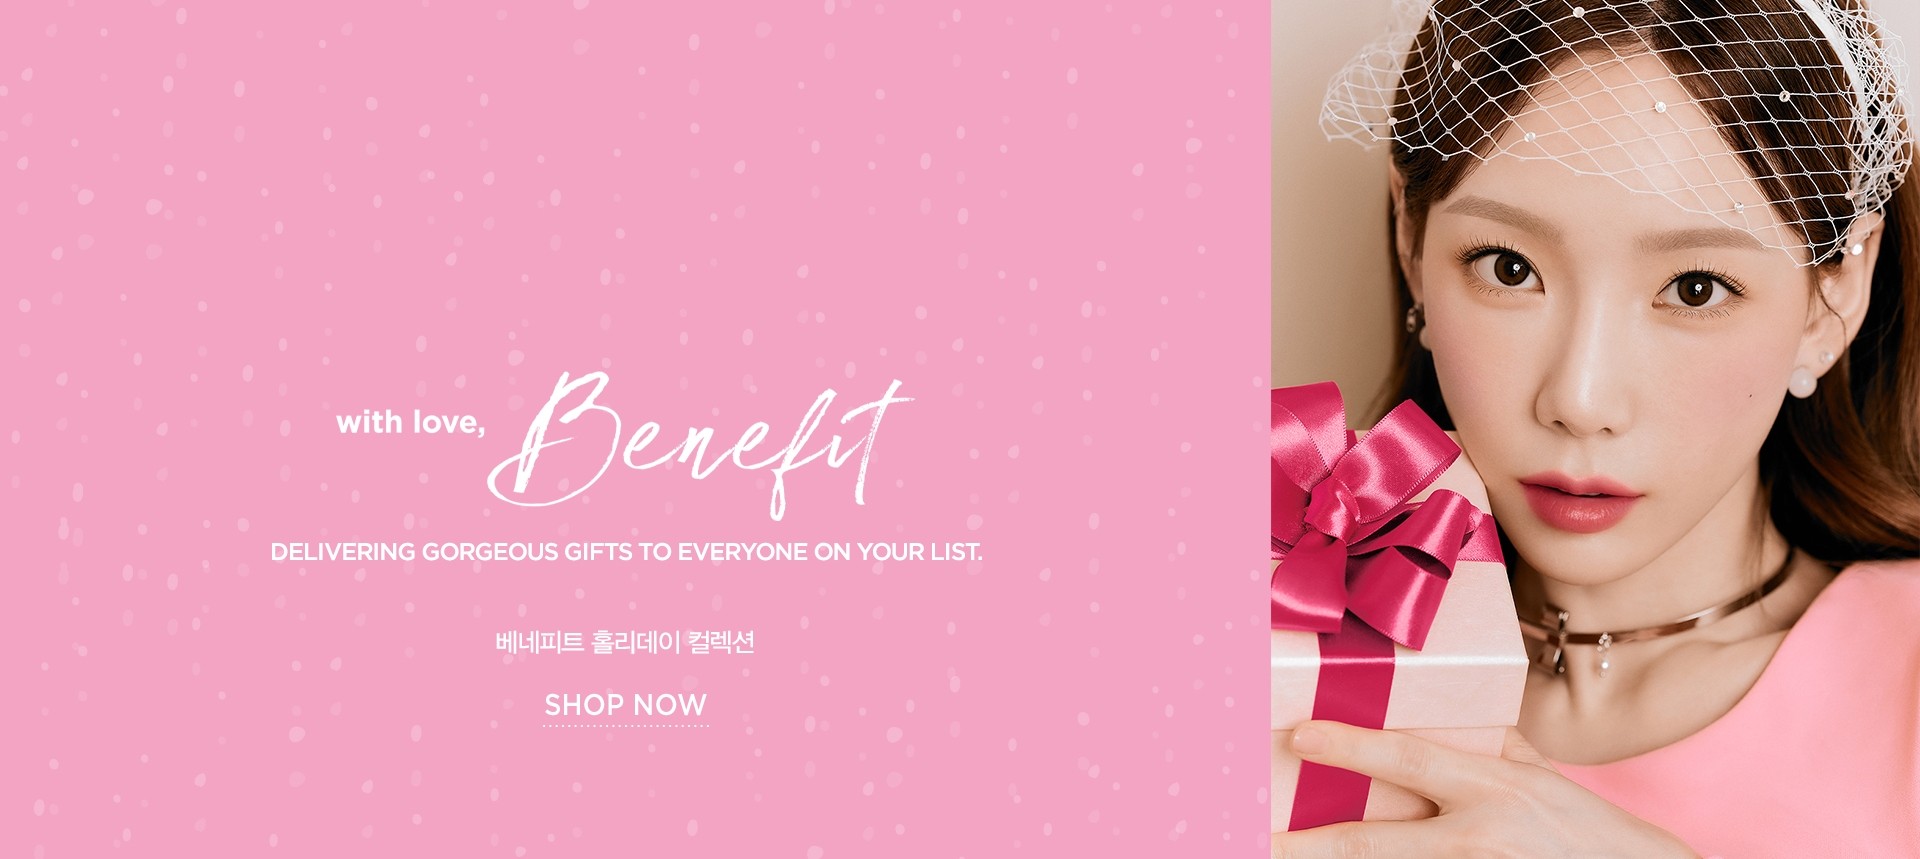 with love, Benefit
DELIVERING GORGEOUS GIFTS TO EVERYONE ON YOUR LIST.
베네피트 홀리데이 컬렉션
SHOP NOW